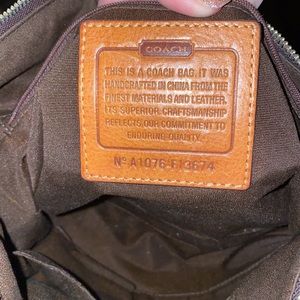 COACH
THIS IS A COACH BAG. IT WAS
HANDCRAFTED IN CHINA FROM THE
FINEST MATERIALS AND LEATHER.
ITS SUPERIOR CRAFTSMANSHIP
REFLECTS OUR COMMITMENT TO
ENDURING QUALITY.
Nº A1076-F13674